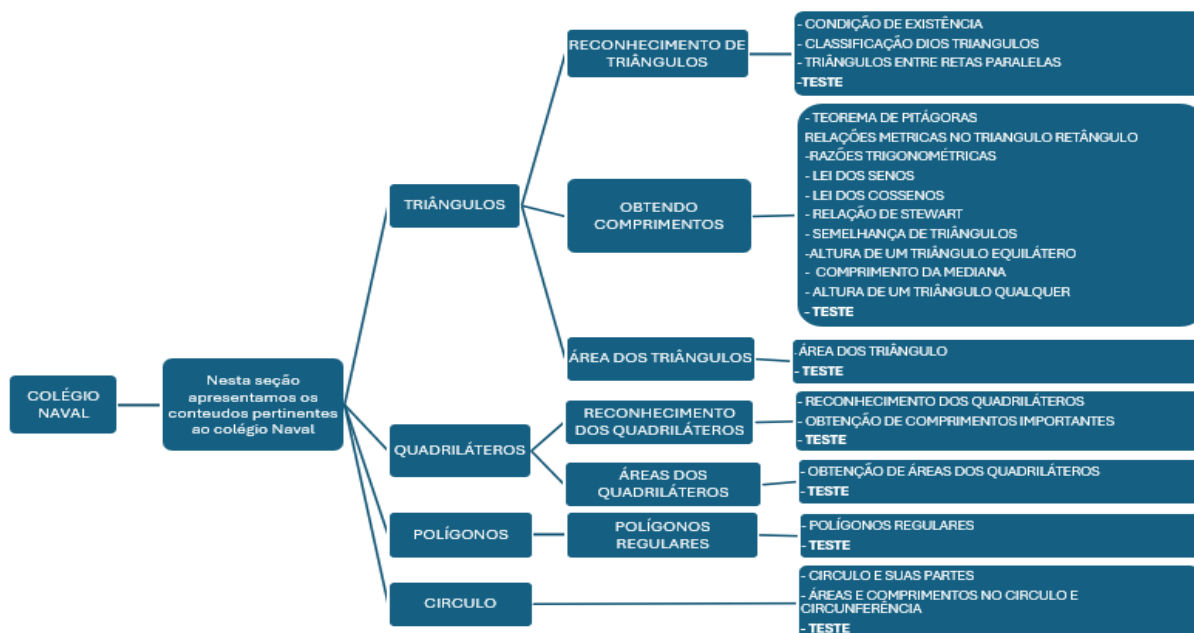 COLÉGIO
NAVAL
Nesta seção
apresentamos os
conteudos pertinentes
ao colégio Naval
TRIÂNGULOS
RECONHECIMENTO DE
TRIÂNGULOS
- CONDIÇÃO DE EXISTÊNCIA
- CLASSIFICAÇÃO DIOS TRIANGULOS
- TRIÂNGULOS ENTRE RETAS PARALELAS
-TESTE
OBTENDO
COMPRIMENTOS
- TEOREMA DE PITÁGORAS
RELAÇÕES METRICAS NO TRIANGULO RETÂNGULO
-RAZÕES TRIGONOMÉTRICAS
- LEI DOS SENOS
- LEI DOS COSSENOS
- RELAÇÃO DE STEWART
- SEMELHANÇA DE TRIÂNGULOS
-ALTURA DE UM TRIÂNGULO EQUILÁTERO
- COMPRIMENTO DA MEDIANA
- ALTURA DE UM TRIÂNGULO QUALQUER
- TESTE
ÁREA DOS TRIÂNGULOS
-ÁREA DOS TRIÂNGULO
- TESTE
QUADRILÁTEROS
RECONHECIMENTO
DOS QUADRILÁTEROS
- RECONHECIMENTO DOS QUADRILÁTEROS
- OBTENÇÃO DE COMPRIMENTOS IMPORTANTES
- TESTE
ÁREAS DOS
QUADRILÁTEROS
- OBTENÇÃO DE ÁREAS DOS QUADRILÁTEROS
- TESTE
POLÍGONOS
POLÍGONOS
REGULARES
- POLÍGONOS REGULARES
- TESTE
CIRCULO
- CIRCULO E SUAS PARTES
- ÁREAS E COMPRIMENTOS NO CIRCULO E
CIRCUNFERÊNCIA
- TESTE